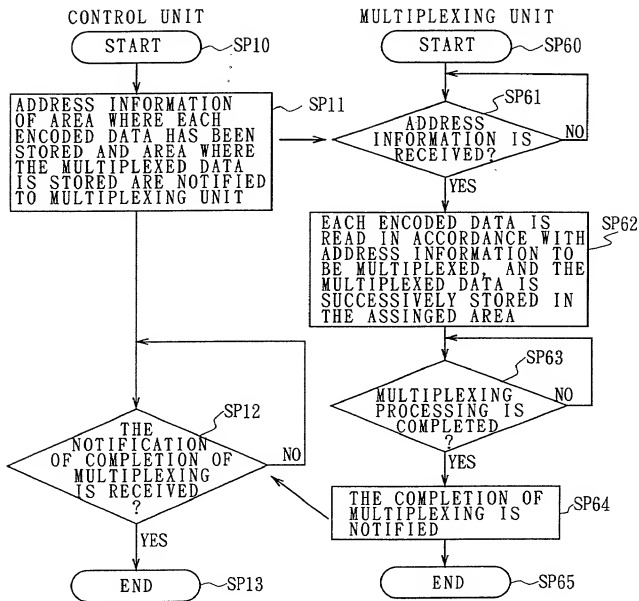 CONTROL UNIT
START
SP10
ADDRESS INFORMATION
OF AREA WHERE EACH
ENCODED DATA HAS BEEN
STORED AND AREA WHERE
THE MULTIPLEXED DATA
IS STORED ARE NOTIFIED
TO MULTIPLEXING UNIT
SP11
THE
NOTIFICATION
OF COMPLETION OF
MULTIPLEXING
IS RECEIVED
?
SP12
NO
YES
END
SP13
MULTIPLEXING UNIT
START
SP60
ADDRESS
INFORMATION IS
RECEIVED?
SP61
NO
YES
EACH ENCODED DATA IS
READ IN ACCORDANCE WITH
ADDRESS INFORMATION TO
BE MULTIPLEXED, AND THE
MULTIPLEXED DATA IS
SUCCESSIVELY STORED IN
THE ASSINGED AREA
SP62
MULTIPLEXING
PROCESSING IS
COMPLETED
?
SP63
NO
YES
THE COMPLETION OF
MULTIPLEXING IS
NOTIFIED
SP64
END
SP65